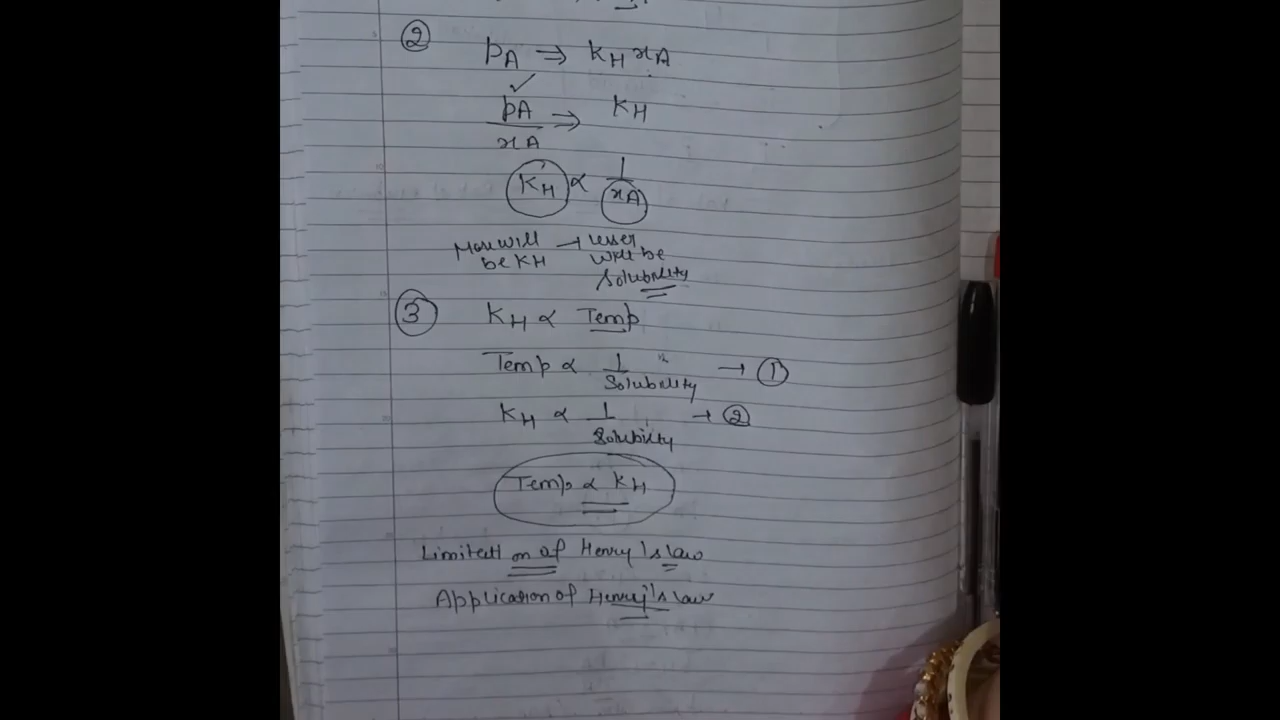 ②
pA ⇒ KH xA
✓
pA/xA ⇒ KH
KH ∝ 1/xA
More will be KH → lesser will be Solubility
③ KH ∝ Temp
Temp ∝ 1/Solubility → ①
KH ∝ 1/Solubility → ②
Temp ∝ KH
Limitation of Henry's law
Application of Henry's law